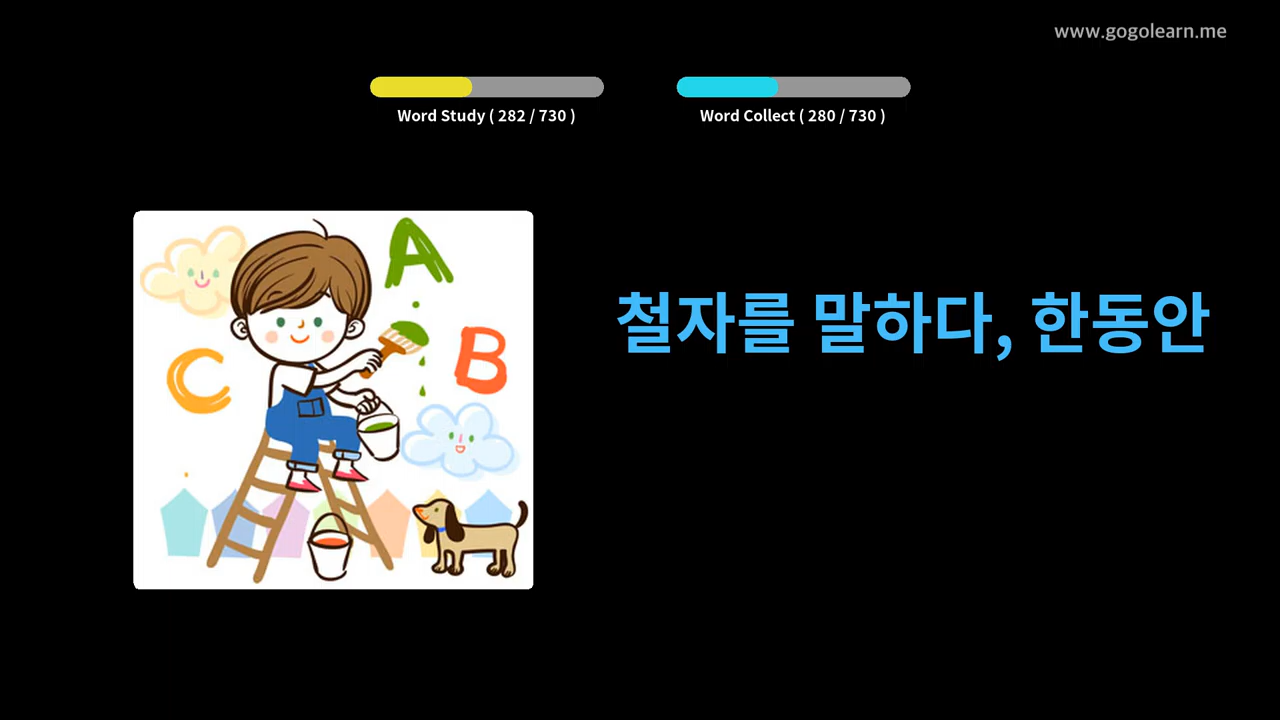 www.gogolearn.me
Word Study ( 282 / 730 )
Word Collect ( 280 / 730 )
A
B
C
철자를 말하다, 한동안